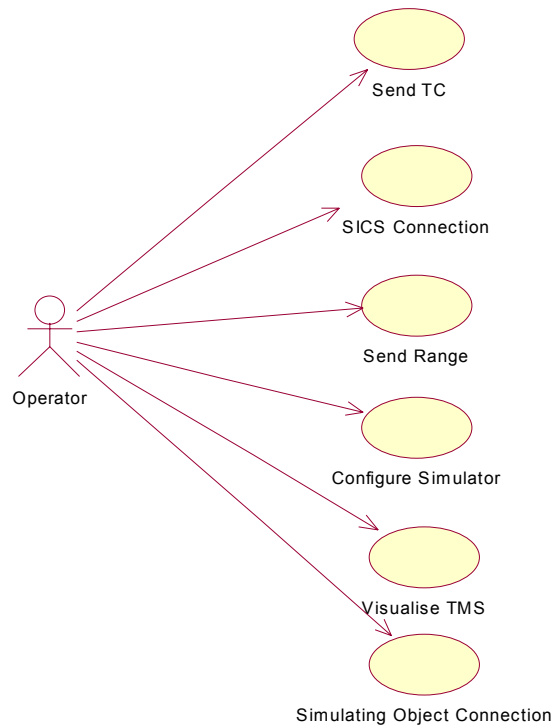 Send TC
SICS Connection
Send Range
Operator
Configure Simulator
Visualise TMS
Simulating Object Connection